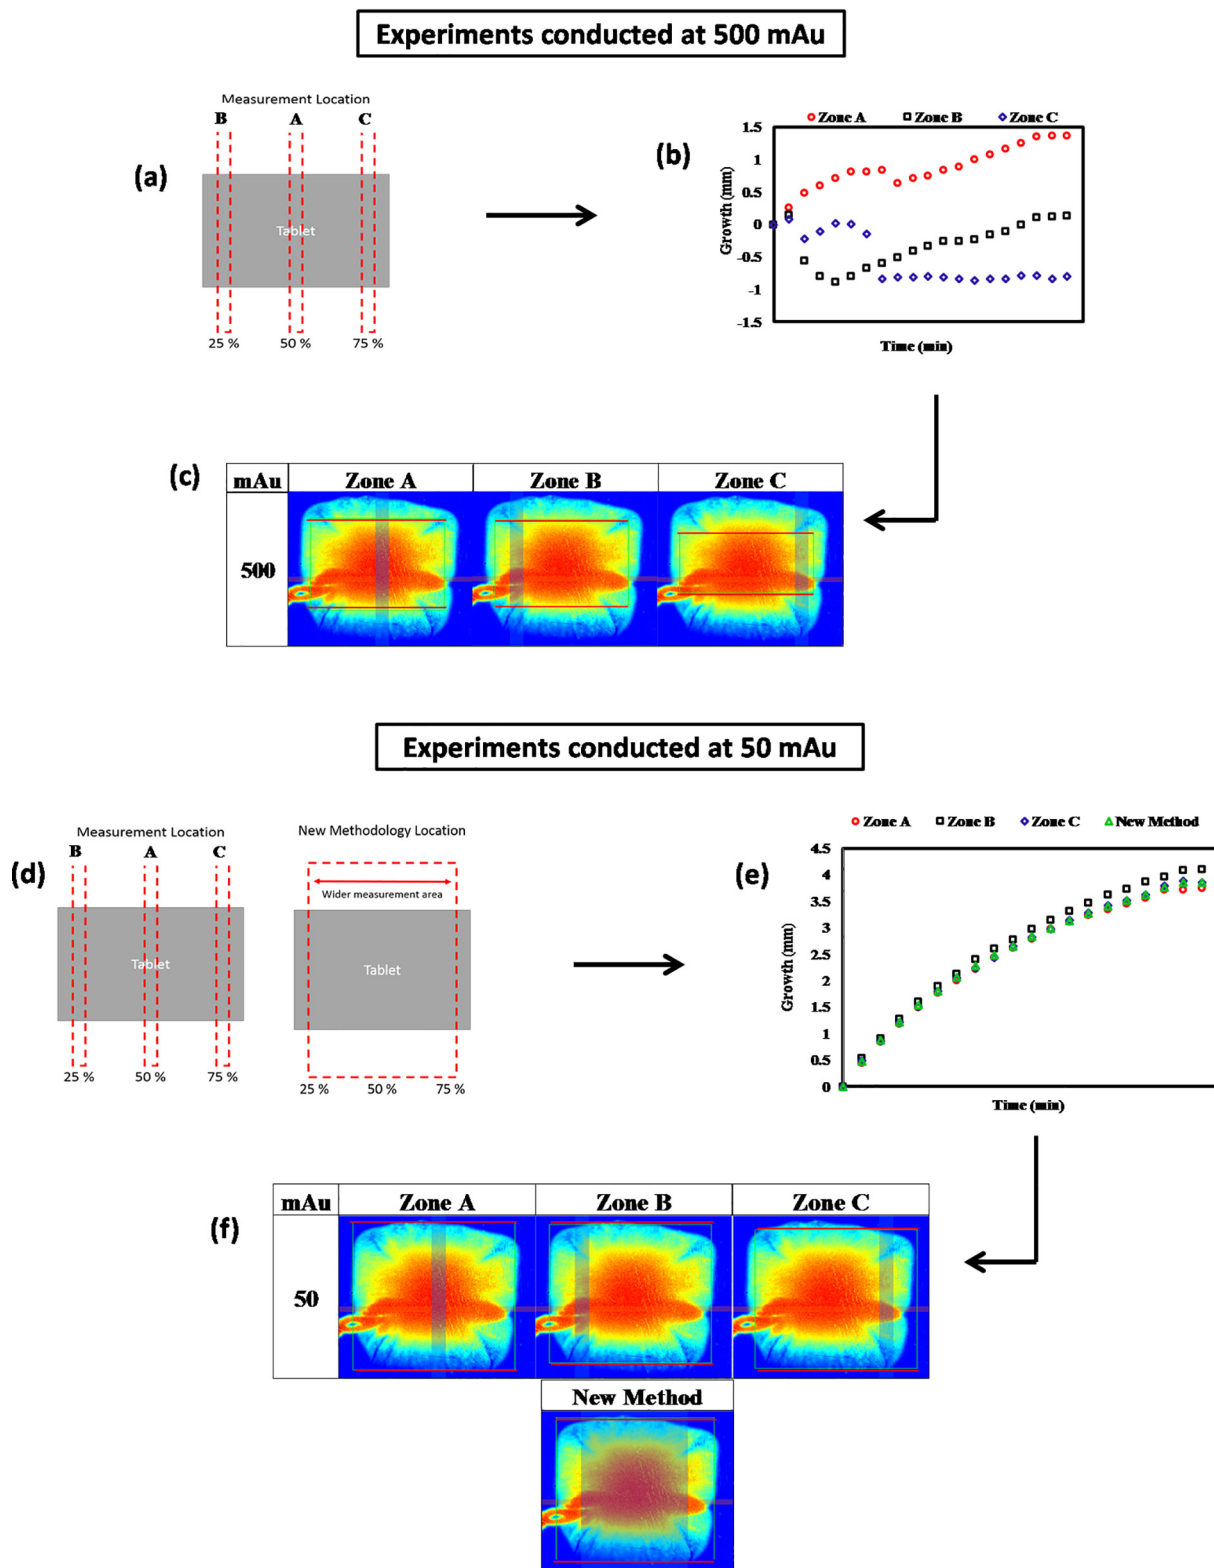 Experiments conducted at 500 mAu
Measurement Location
B A C
(a)
Tablet
25 % 50 % 75 %
(b)
Zone A Zone B Zone C
1.5
1
0.5
0
-0.5
-1
-1.5
Growth (mm)
Time (min)
(c)
mAu Zone A Zone B Zone C
500
Experiments conducted at 50 mAu
(d)
Measurement Location
B A C
Tablet
25 % 50 % 75 %
New Methodology Location
Wider measurement area
Tablet
25 % 50 % 75 %
(e)
Zone A Zone B Zone C New Method
4.5
4
3.5
3
2.5
2
1.5
1
0.5
0
Growth (mm)
Time (min)
(f)
mAu Zone A Zone B Zone C
50
New Method